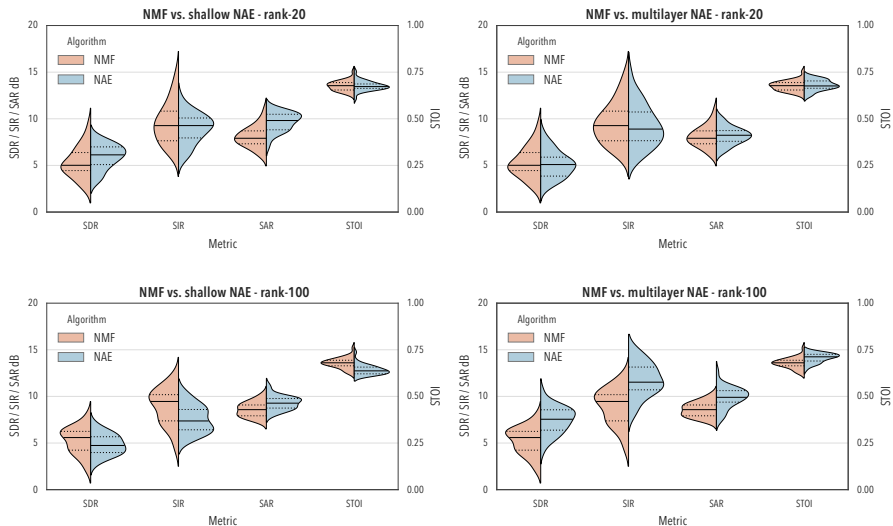 NMF vs. shallow NAE - rank-20
20
15
10
5
0
SDR / SIR / SAR dB
Algorithm
NMF
NAE
1.00
0.75
0.50
0.25
0.00
STOI
SDR SIR SAR STOI
Metric
NMF vs. multilayer NAE - rank-20
20
15
10
5
0
SDR / SIR / SAR dB
Algorithm
NMF
NAE
1.00
0.75
0.50
0.25
0.00
STOI
SDR SIR SAR STOI
Metric
NMF vs. shallow NAE - rank-100
20
15
10
5
0
SDR / SIR / SAR dB
Algorithm
NMF
NAE
1.00
0.75
0.50
0.25
0.00
STOI
SDR SIR SAR STOI
Metric
NMF vs. multilayer NAE - rank-100
20
15
10
5
0
SDR / SIR / SAR dB
Algorithm
NMF
NAE
1.00
0.75
0.50
0.25
0.00
STOI
SDR SIR SAR STOI
Metric